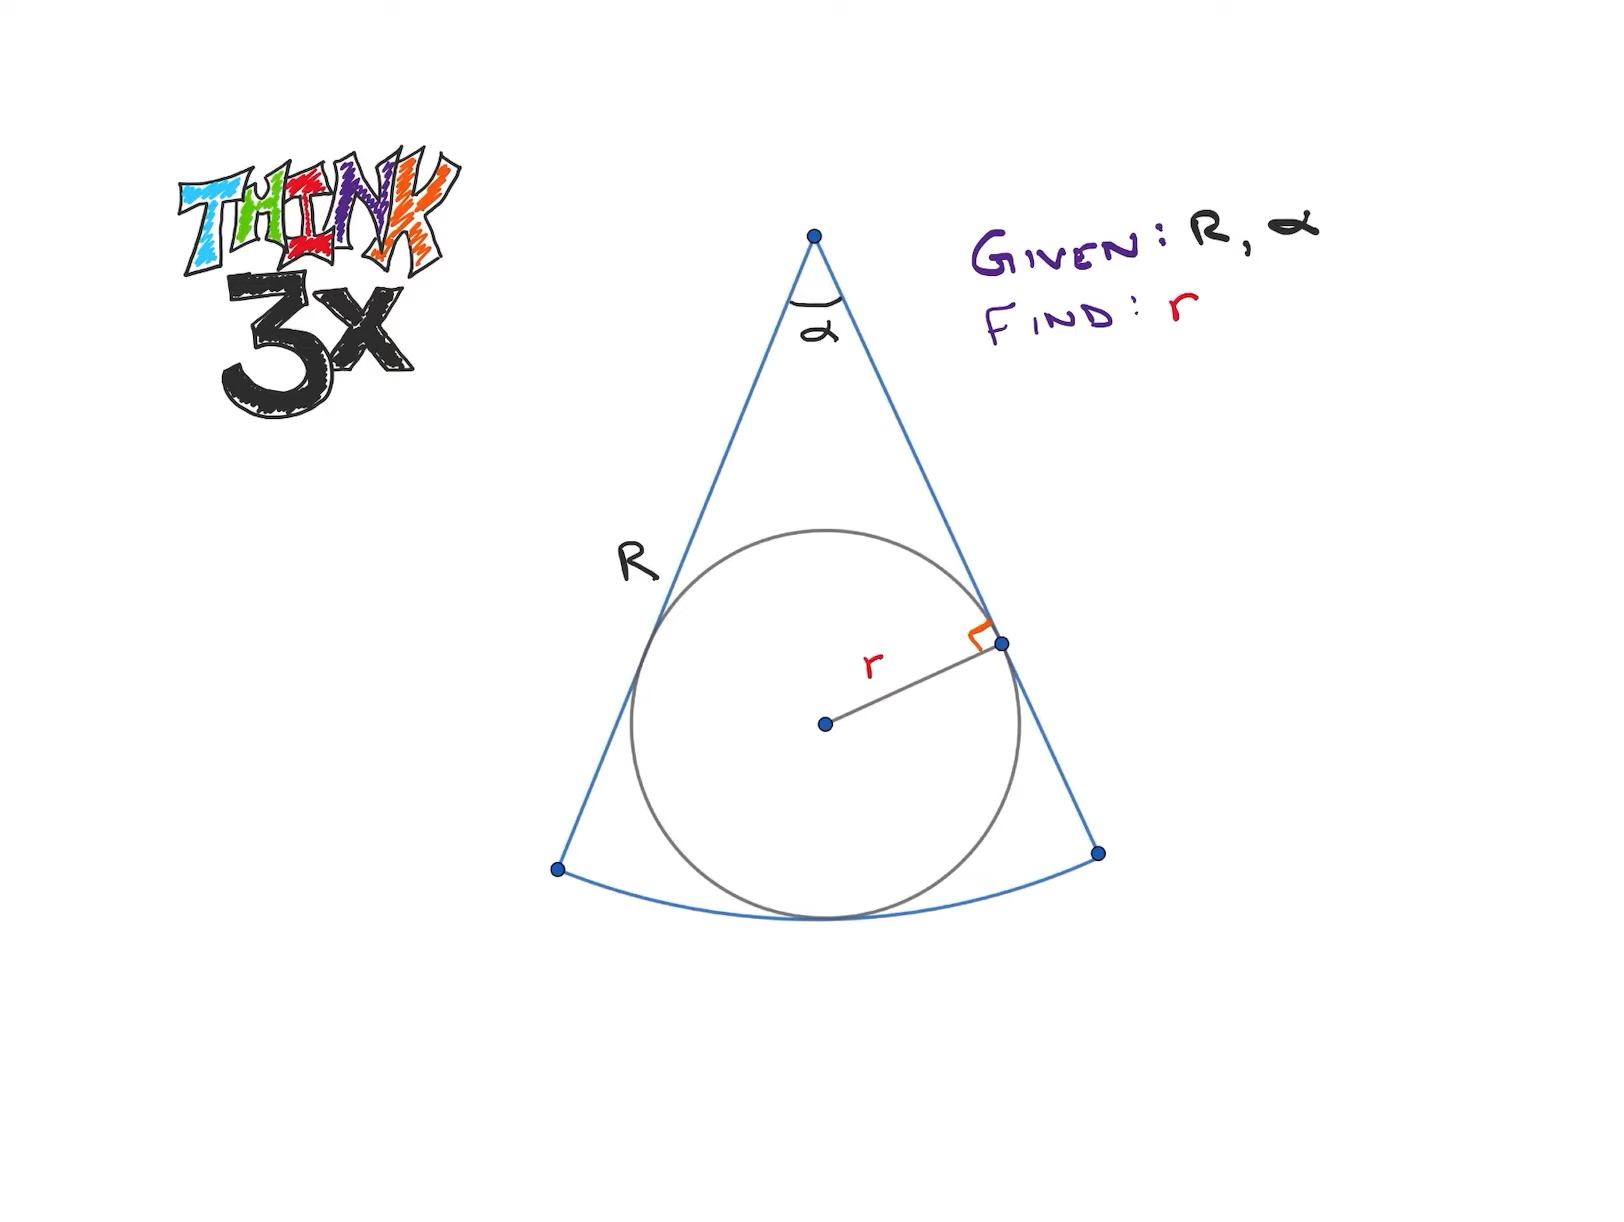 THINK
3x
GIVEN: R, α
FIND: r
α
R
r